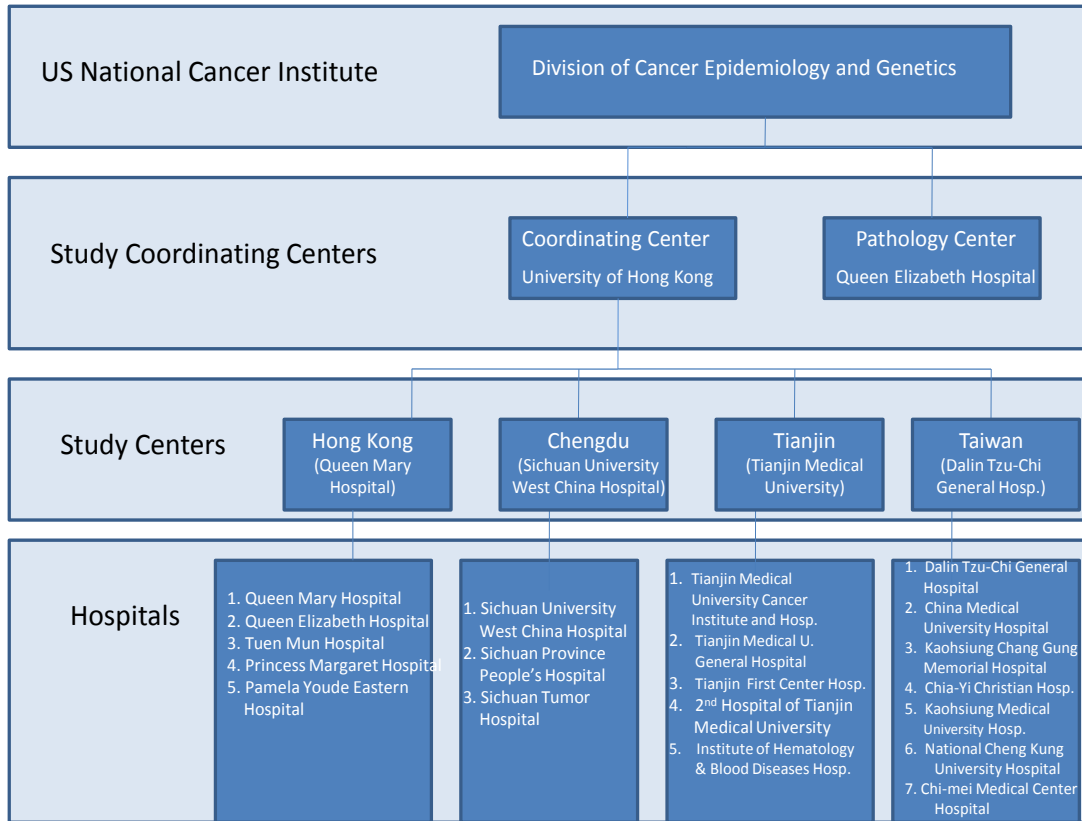 US National Cancer Institute
Division of Cancer Epidemiology and Genetics
Study Coordinating Centers
Coordinating Center
University of Hong Kong
Pathology Center
Queen Elizabeth Hospital
Study Centers
Hong Kong
(Queen Mary
Hospital)
Chengdu
(Sichuan University
West China Hospital)
Tianjin
(Tianjin Medical
University)
Taiwan
(Dalin Tzu-Chi
General Hosp.)
Hospitals
1. Queen Mary Hospital
2. Queen Elizabeth Hospital
3. Tuen Mun Hospital
4. Princess Margaret Hospital
5. Pamela Youde Eastern
Hospital
1. Sichuan University
West China Hospital
2. Sichuan Province
People's Hospital
3. Sichuan Tumor
Hospital
1. Tianjin Medical
University Cancer
Institute and Hosp.
2. Tianjin Medical U.
General Hospital
3. Tianjin First Center Hosp.
4. 2nd Hospital of Tianjin
Medical University
5. Institute of Hematology
& Blood Diseases Hosp.
1. Dalin Tzu-Chi General
Hospital
2. China Medical
University Hospital
3. Kaohsiung Chang Gung
Memorial Hospital
4. Chia-Yi Christian Hosp.
5. Kaohsiung Medical
University Hosp.
6. National Cheng Kung
University Hospital
7. Chi-mei Medical Center
Hospital